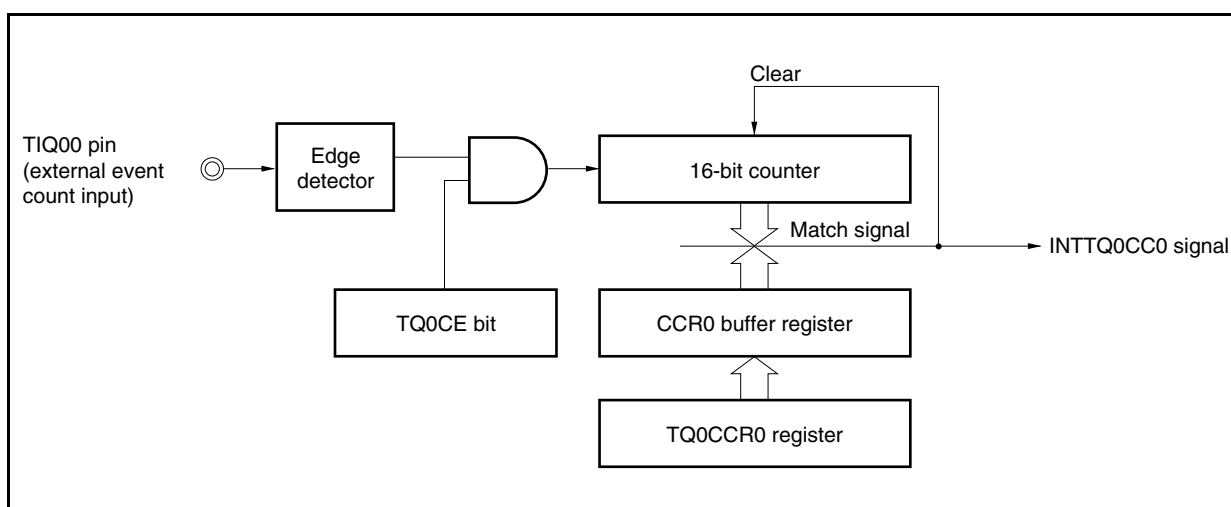 Clear
TIQ00 pin
(external event
count input)
Edge
detector
16-bit counter
Match signal
INTTQ0CC0 signal
TQ0CE bit
CCR0 buffer register
TQ0CCR0 register